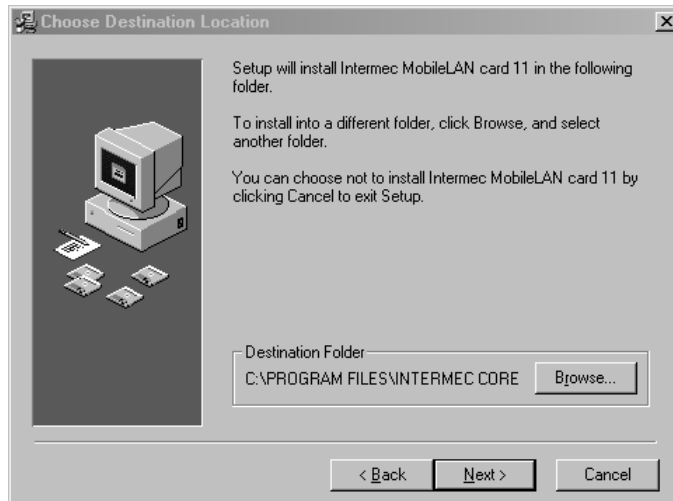 Choose Destination Location
Setup will install Intermec MobileLAN card 11 in the following
folder.
To install into a different folder, click Browse, and select
another folder.
You can choose not to install Intermec MobileLAN card 11 by
clicking Cancel to exit Setup.
Destination Folder
C:\PROGRAM FILES\INTERMEC CORE
Browse...
< Back
Next >
Cancel